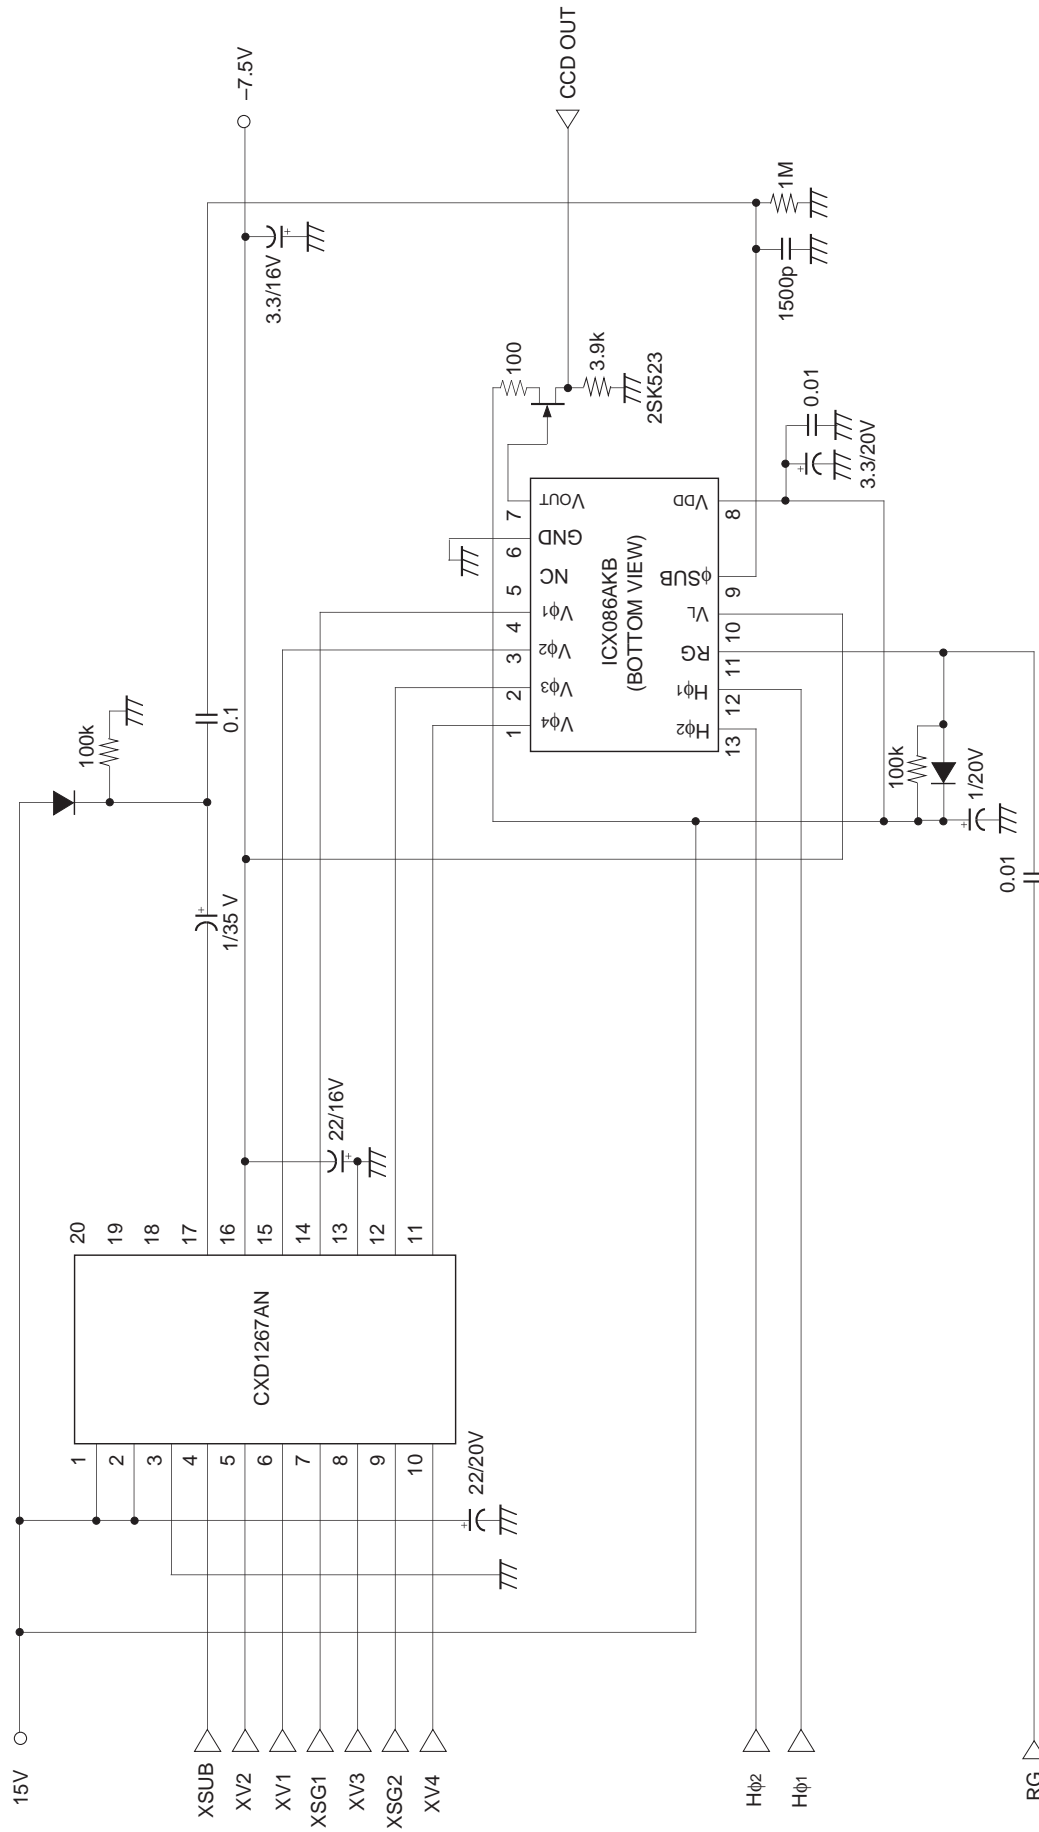 15V
–7.5V
CCD OUT
XSUB
XV2
XV1
XSG1
XV3
XSG2
XV4
Hϕ2
Hϕ1
RG
CXD1267AN
1
2
3
4
5
6
7
8
9
10
20
19
18
17
16
15
14
13
12
11
22/20V
22/16V
1/35 V
100k
0.1
3.3/16V
ICX086AKB
(BOTTOM VIEW)
1
2
3
4
5
6
7
Vϕ4
Vϕ3
Vϕ2
Vϕ1
NC
GND
VOUT
13
12
11
10
9
8
Hϕ2
Hϕ1
RG
VL
ϕSUB
VDD
100
3.9k
2SK523
1M
1500p
0.01
3.3/20V
100k
1/20V
0.01